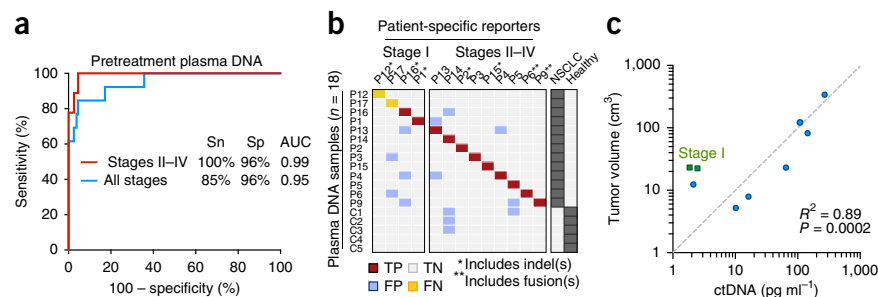 a
Pretreatment plasma DNA
Sensitivity (%)
100
80
60
40
20
0
Sn Sp AUC
Stages II–IV 100% 96% 0.99
All stages 85% 96% 0.95
0 20 40 60 80 100
100 – specificity (%)
b
Patient-specific reporters
Stage I Stages II–IV
P12* P17 P16* P1* P13 P14 P2* P3 P15* P4 P5 P6** P9** NSCLC Healthy
Plasma DNA samples (n = 18)
P12
P17
P16
P1
P13
P14
P2
P3
P15
P4
P5
P6
P9
C1
C2
C3
C4
C5
TP TN *Includes indel(s)
FP FN **Includes fusion(s)
c
Tumor volume (cm³)
1,000
100
10
1
Stage I
R² = 0.89
P = 0.0002
1 10 100 1,000
ctDNA (pg ml⁻¹)